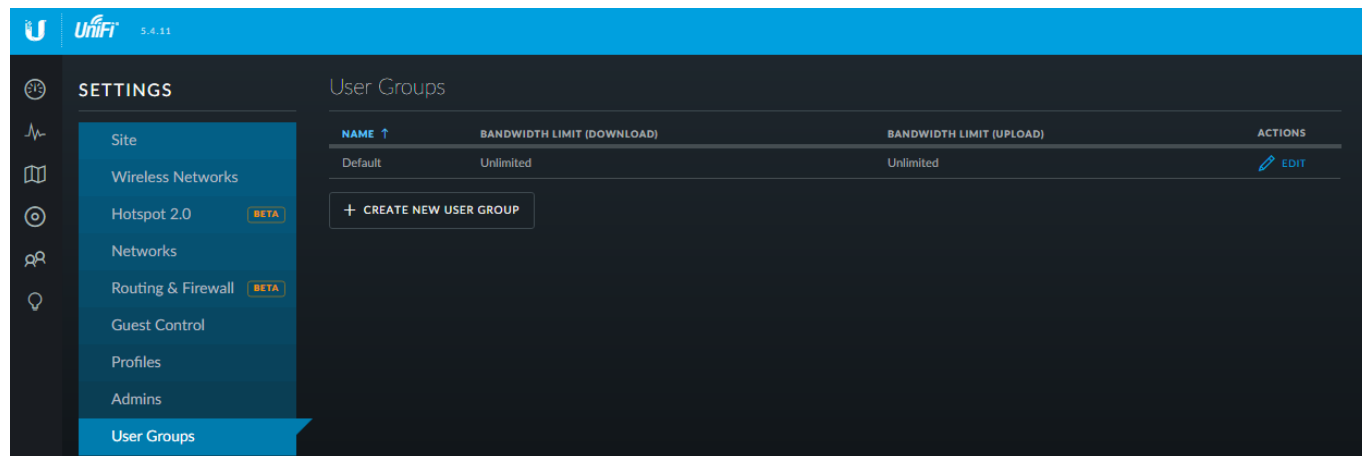 UniFi 5.4.11
SETTINGS
Site
Wireless Networks
Hotspot 2.0 BETA
Networks
Routing & Firewall BETA
Guest Control
Profiles
Admins
User Groups
User Groups
NAME ↑ BANDWIDTH LIMIT (DOWNLOAD) BANDWIDTH LIMIT (UPLOAD) ACTIONS
Default Unlimited Unlimited EDIT
+ CREATE NEW USER GROUP